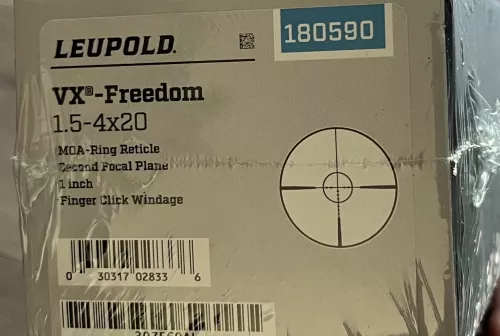 LEUPOLD.
180590
VX®-Freedom
1.5-4x20
MOA-Ring Reticle
Second Focal Plane
1 inch
Finger Click Windage
0 30317 02833 6